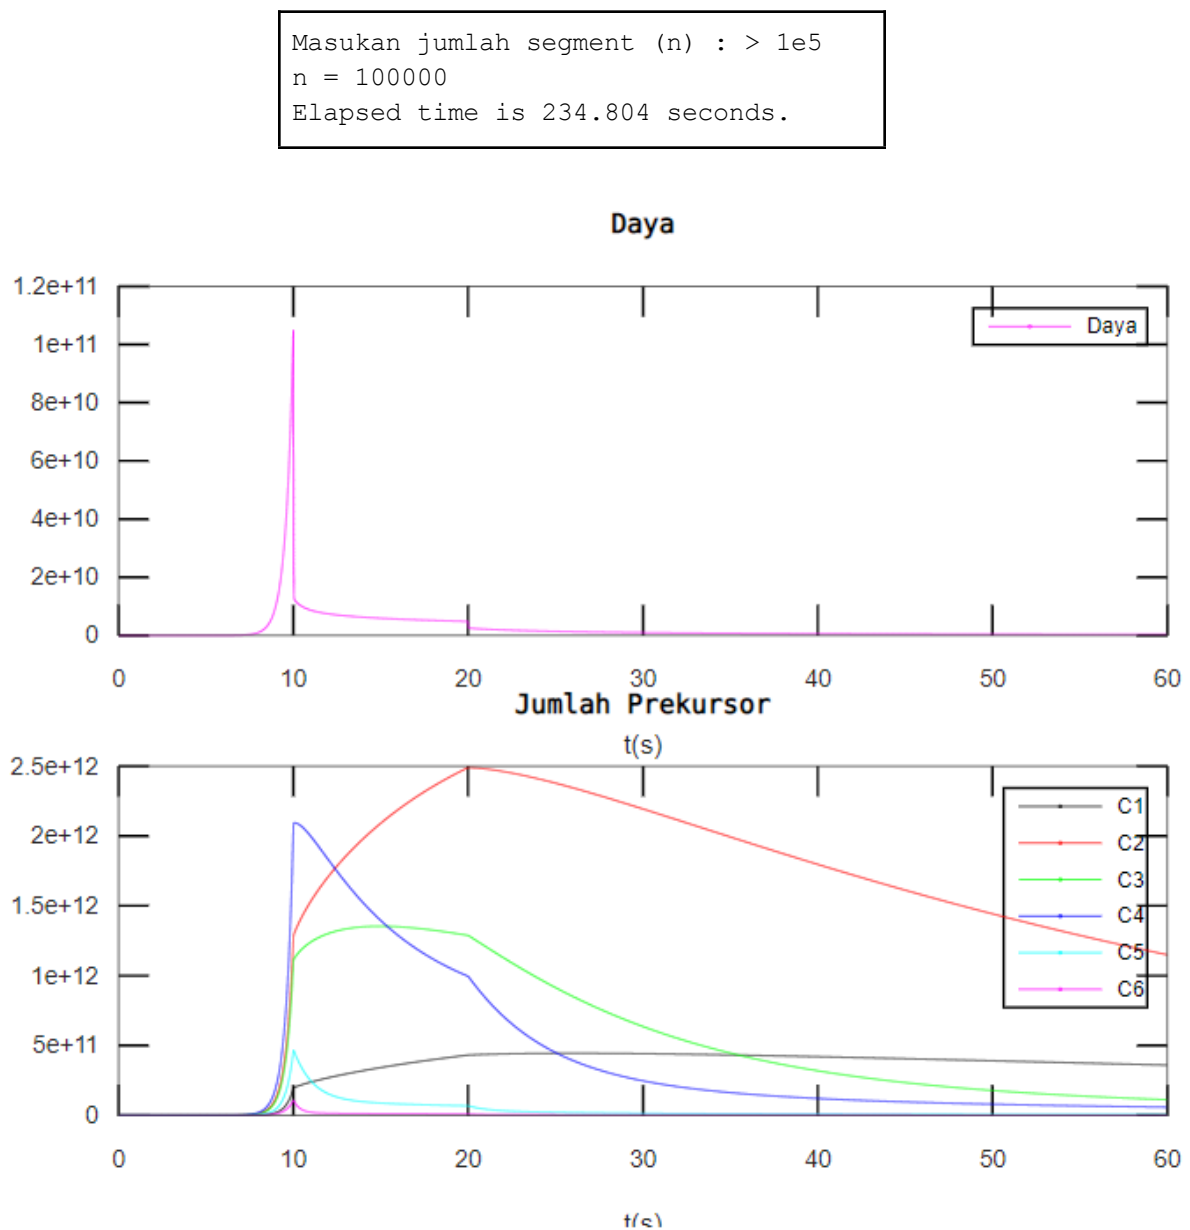 Masukan jumlah segment (n) : > 1e5
n = 100000
Elapsed time is 234.804 seconds.
Daya
1.2e+11
1e+11
8e+10
6e+10
4e+10
2e+10
0
Daya
0 10 20 30 40 50 60
t(s)
Jumlah Prekursor
2.5e+12
2e+12
1.5e+12
1e+12
5e+11
0
C1
C2
C3
C4
C5
C6
0 10 20 30 40 50 60
t(s)